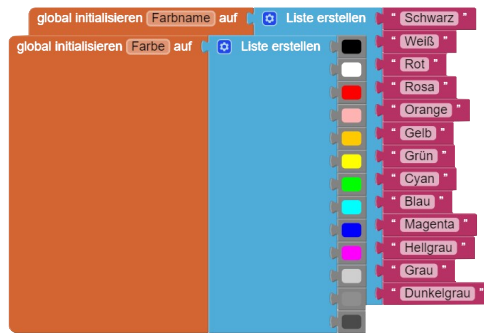 global initialisieren Farbname auf Liste erstellen " Schwarz "
global initialisieren Farbe auf Liste erstellen
" Weiß "
" Rot "
" Rosa "
" Orange "
" Gelb "
" Grün "
" Cyan "
" Blau "
" Magenta "
" Hellgrau "
" Grau "
" Dunkelgrau "